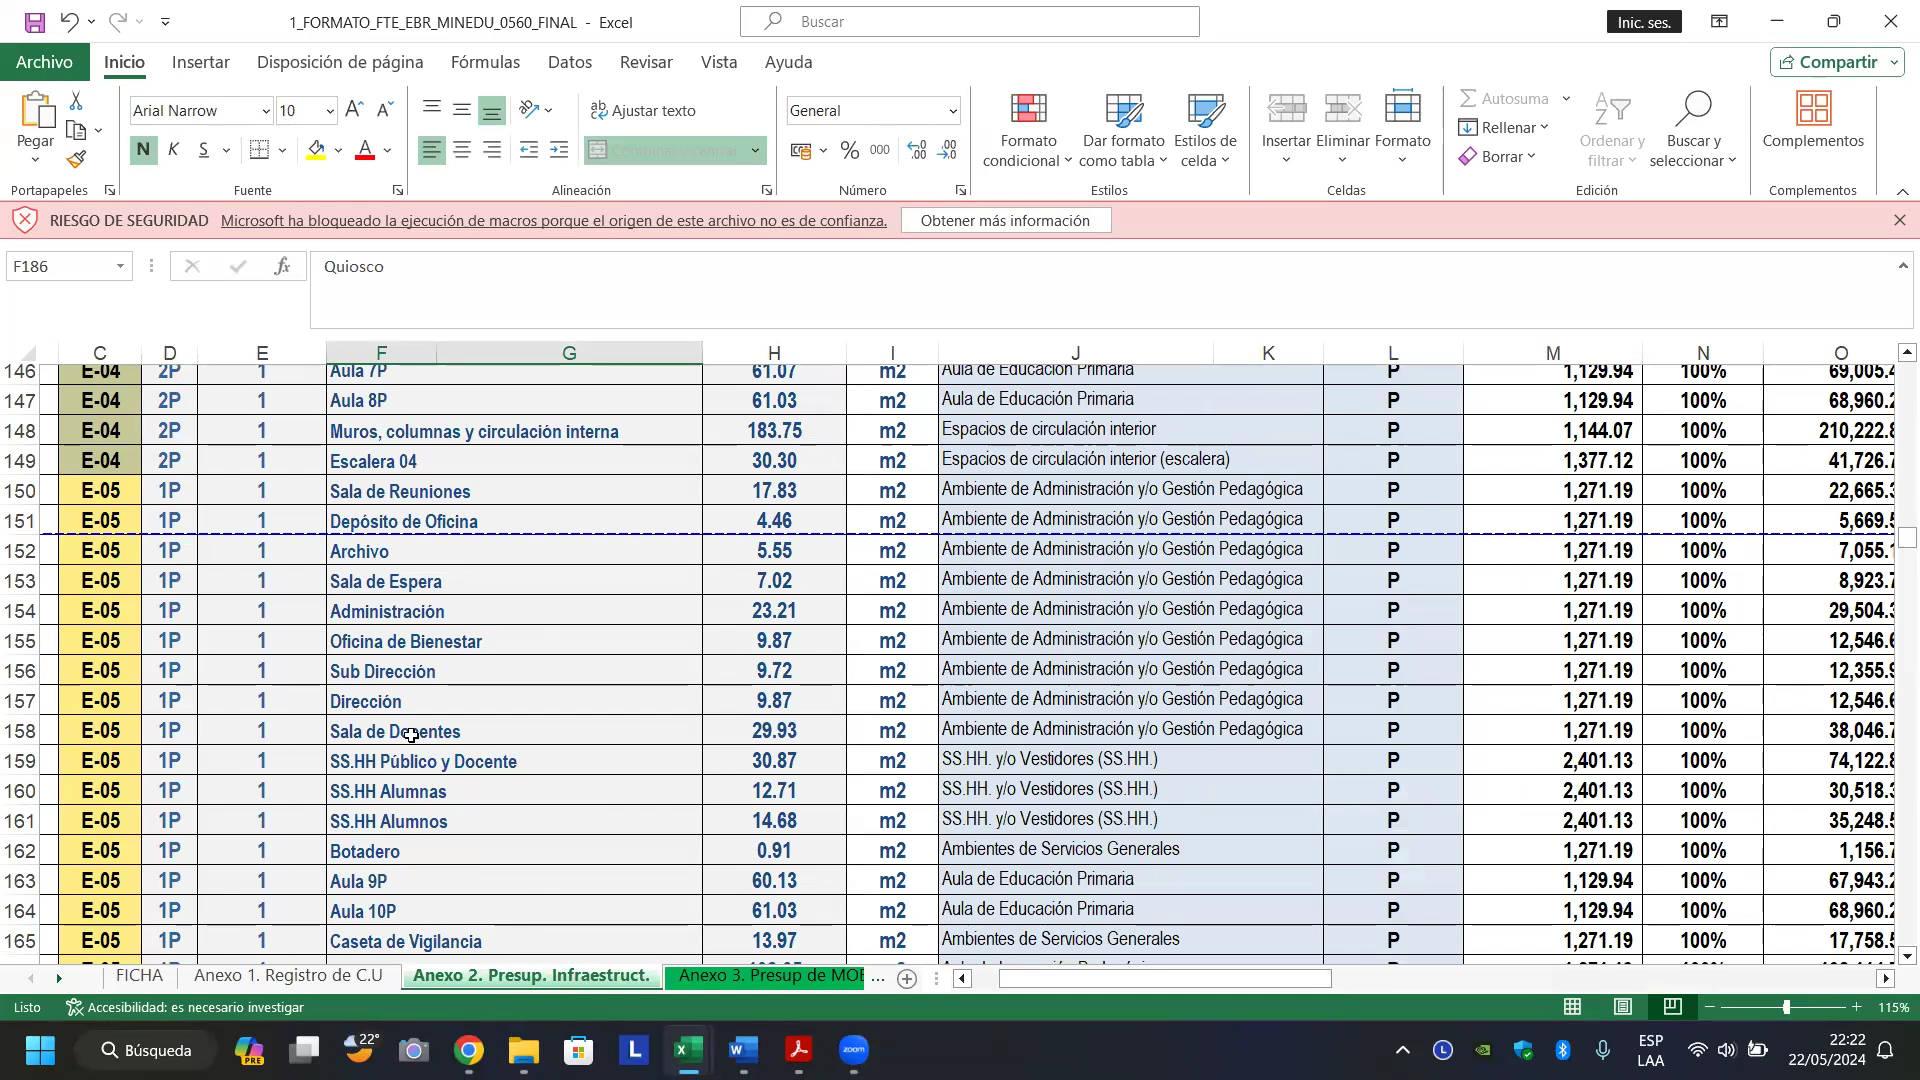 1_FORMATO_FTE_EBR_MINEDU_0560_FINAL - Excel
Buscar
Inic. ses.
Archivo Inicio Insertar Disposición de página Fórmulas Datos Revisar Vista Ayuda
Compartir
Pegar
Arial Narrow 10
N K S
Ajustar texto
General
Formato condicional
Dar formato como tabla
Estilos de celda
Insertar Eliminar Formato
Autosuma
Rellenar
Borrar
Ordenar y filtrar
Buscar y seleccionar
Complementos
Portapapeles Fuente Alineación Número Estilos Celdas Edición Complementos
RIESGO DE SEGURIDAD Microsoft ha bloqueado la ejecución de macros porque el origen de este archivo no es de confianza. Obtener más información
F186 fx Quiosco
C D E F G H I J K L M N O
146 E-04 2P 1 Aula 7P 61.07 m2 Aula de Educación Primaria P 1,129.94 100% 69,005.4
147 E-04 2P 1 Aula 8P 61.03 m2 Aula de Educación Primaria P 1,129.94 100% 68,960.2
148 E-04 2P 1 Muros, columnas y circulación interna 183.75 m2 Espacios de circulación interior P 1,144.07 100% 210,222.8
149 E-04 2P 1 Escalera 04 30.30 m2 Espacios de circulación interior (escalera) P 1,377.12 100% 41,726.7
150 E-05 1P 1 Sala de Reuniones 17.83 m2 Ambiente de Administración y/o Gestión Pedagógica P 1,271.19 100% 22,665.3
151 E-05 1P 1 Depósito de Oficina 4.46 m2 Ambiente de Administración y/o Gestión Pedagógica P 1,271.19 100% 5,669.5
152 E-05 1P 1 Archivo 5.55 m2 Ambiente de Administración y/o Gestión Pedagógica P 1,271.19 100% 7,055.1
153 E-05 1P 1 Sala de Espera 7.02 m2 Ambiente de Administración y/o Gestión Pedagógica P 1,271.19 100% 8,923.7
154 E-05 1P 1 Administración 23.21 m2 Ambiente de Administración y/o Gestión Pedagógica P 1,271.19 100% 29,504.3
155 E-05 1P 1 Oficina de Bienestar 9.87 m2 Ambiente de Administración y/o Gestión Pedagógica P 1,271.19 100% 12,546.6
156 E-05 1P 1 Sub Dirección 9.72 m2 Ambiente de Administración y/o Gestión Pedagógica P 1,271.19 100% 12,355.9
157 E-05 1P 1 Dirección 9.87 m2 Ambiente de Administración y/o Gestión Pedagógica P 1,271.19 100% 12,546.6
158 E-05 1P 1 Sala de Docentes 29.93 m2 Ambiente de Administración y/o Gestión Pedagógica P 1,271.19 100% 38,046.7
159 E-05 1P 1 SS.HH Público y Docente 30.87 m2 SS.HH. y/o Vestidores (SS.HH.) P 2,401.13 100% 74,122.8
160 E-05 1P 1 SS.HH Alumnas 12.71 m2 SS.HH. y/o Vestidores (SS.HH.) P 2,401.13 100% 30,518.3
161 E-05 1P 1 SS.HH Alumnos 14.68 m2 SS.HH. y/o Vestidores (SS.HH.) P 2,401.13 100% 35,248.5
162 E-05 1P 1 Botadero 0.91 m2 Ambientes de Servicios Generales P 1,271.19 100% 1,156.7
163 E-05 1P 1 Aula 9P 60.13 m2 Aula de Educación Primaria P 1,129.94 100% 67,943.2
164 E-05 1P 1 Aula 10P 61.03 m2 Aula de Educación Primaria P 1,129.94 100% 68,960.2
165 E-05 1P 1 Caseta de Vigilancia 13.97 m2 Ambientes de Servicios Generales P 1,271.19 100% 17,758.5
FICHA Anexo 1. Registro de C.U Anexo 2. Presup. Infraestruct. Anexo 3. Presup de MOB ...
Listo Accesibilidad: es necesario investigar 115%
22° Búsqueda PRE L W zoom L ESP LAA 22:22 22/05/2024